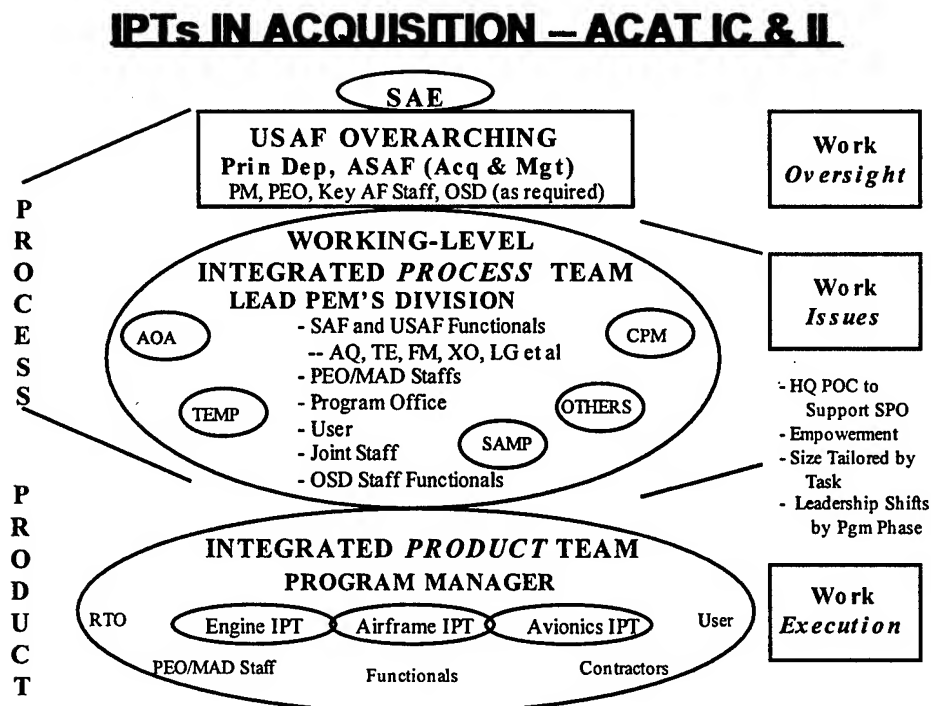 IPTs IN ACQUISITION – ACAT IC & II
SAE
USAF OVERARCHING
Prin Dep, ASAF (Acq & Mgt)
PM, PEO, Key AF Staff, OSD (as required)
Work
Oversight
PROCESS
WORKING-LEVEL
INTEGRATED PROCESS TEAM
LEAD PEM'S DIVISION
- SAF and USAF Functionals
-- AQ, TE, FM, XO, LG et al
- PEO/MAD Staffs
- Program Office
- User
- Joint Staff
- OSD Staff Functionals
AOA
TEMP
CPM
OTHERS
SAMP
Work
Issues
- HQ POC to
Support SPO
- Empowerment
- Size Tailored by
Task
- Leadership Shifts
by Pgm Phase
PRODUCT
INTEGRATED PRODUCT TEAM
PROGRAM MANAGER
RTO
Engine IPT
Airframe IPT
Avionics IPT
User
PEO/MAD Staff
Functionals
Contractors
Work
Execution